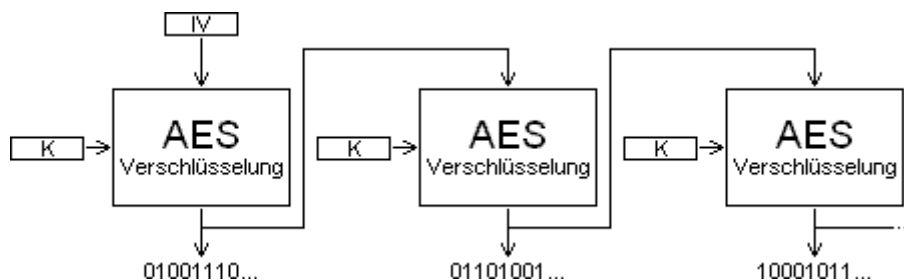 IV
K
AES
Verschlüsselung
K
AES
Verschlüsselung
K
AES
Verschlüsselung
01001110...
01101001...
10001011...